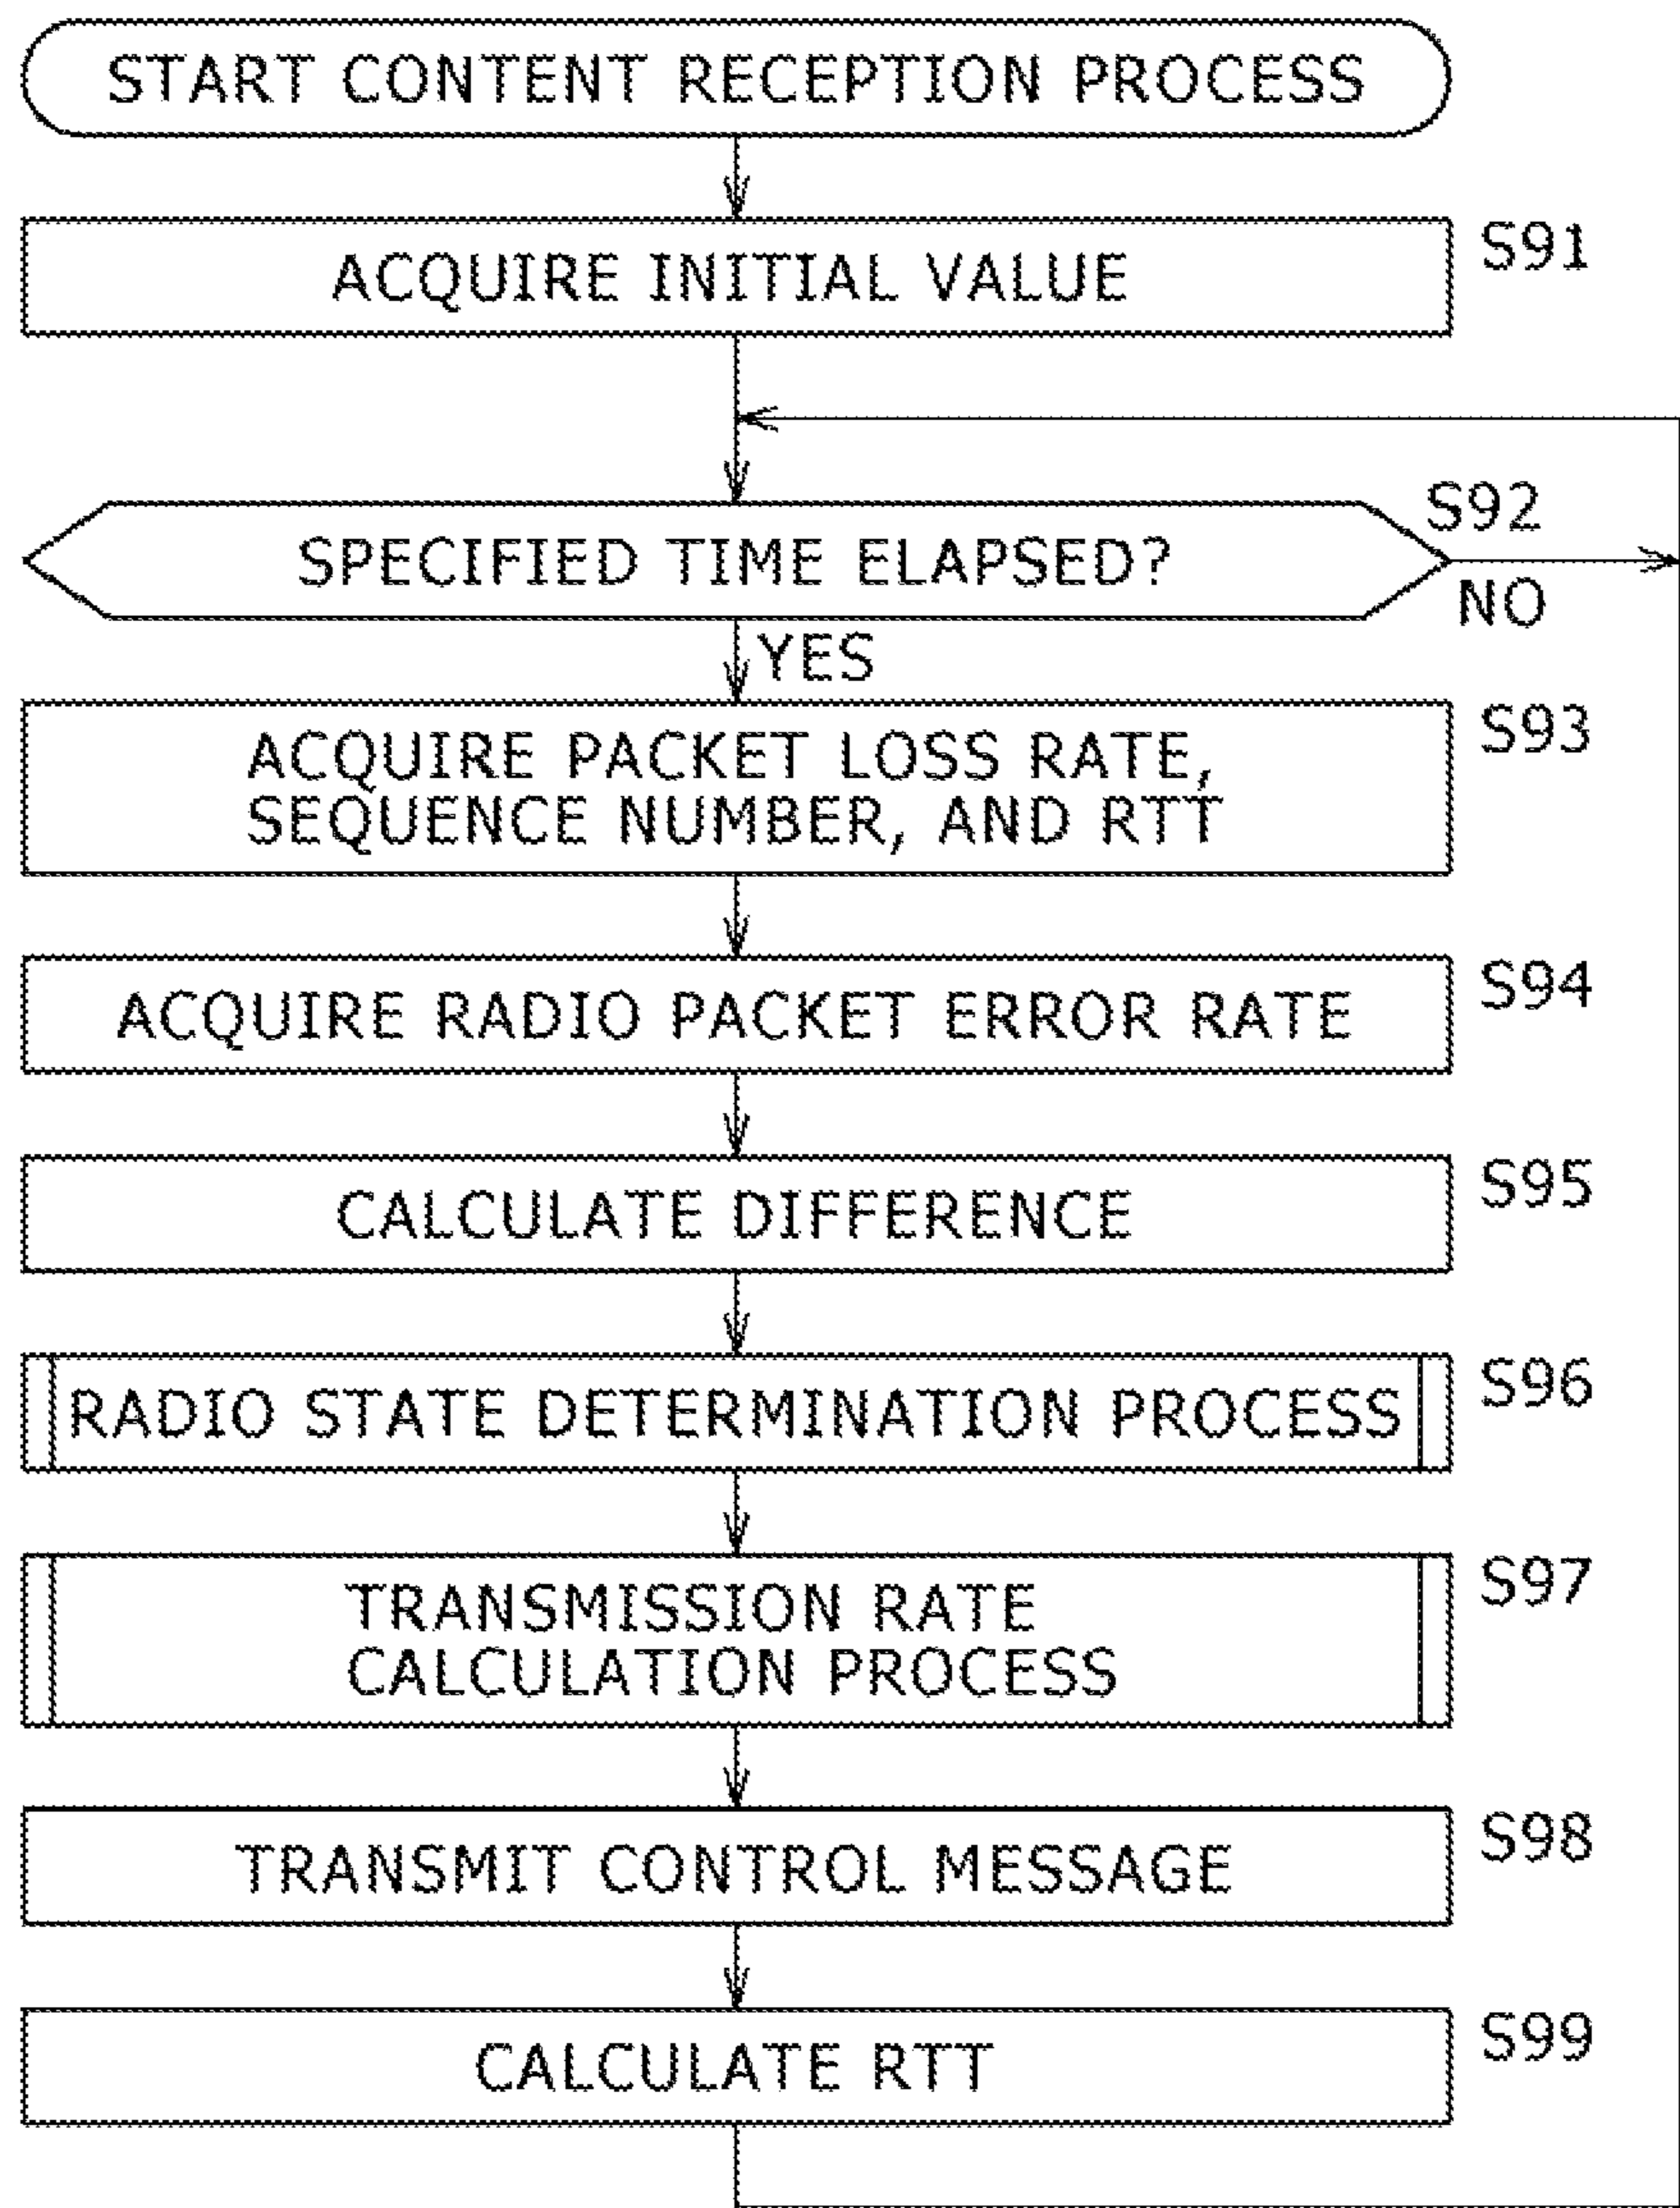 START CONTENT RECEPTION PROCESS
ACQUIRE INITIAL VALUE
S91
SPECIFIED TIME ELAPSED?
S92
NO
YES
ACQUIRE PACKET LOSS RATE,
SEQUENCE NUMBER, AND RTT
S93
ACQUIRE RADIO PACKET ERROR RATE
S94
CALCULATE DIFFERENCE
S95
RADIO STATE DETERMINATION PROCESS
S96
TRANSMISSION RATE
CALCULATION PROCESS
S97
TRANSMIT CONTROL MESSAGE
S98
CALCULATE RTT
S99